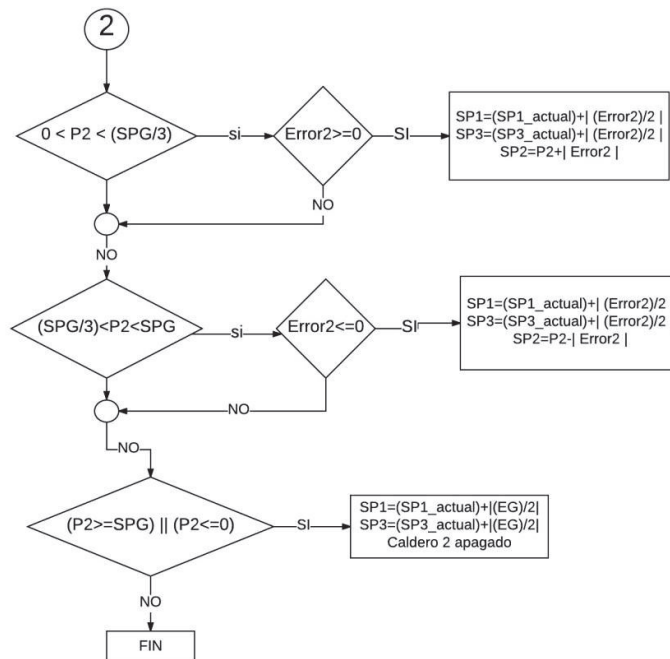 2
0 < P2 < (SPG/3)
si
Error2>=0
SI
SP1=(SP1_actual)+| (Error2)/2 |
SP3=(SP3_actual)+| (Error2)/2 |
SP2=P2+| Error2 |
NO
NO
(SPG/3)<P2<SPG
si
Error2<=0
SI
SP1=(SP1_actual)+| (Error2)/2
SP3=(SP3_actual)+| (Error2)/2
SP2=P2-| Error2 |
NO
NO
(P2>=SPG) || (P2<=0)
SI
SP1=(SP1_actual)+|(EG)/2|
SP3=(SP3_actual)+|(EG)/2|
Caldero 2 apagado
NO
FIN